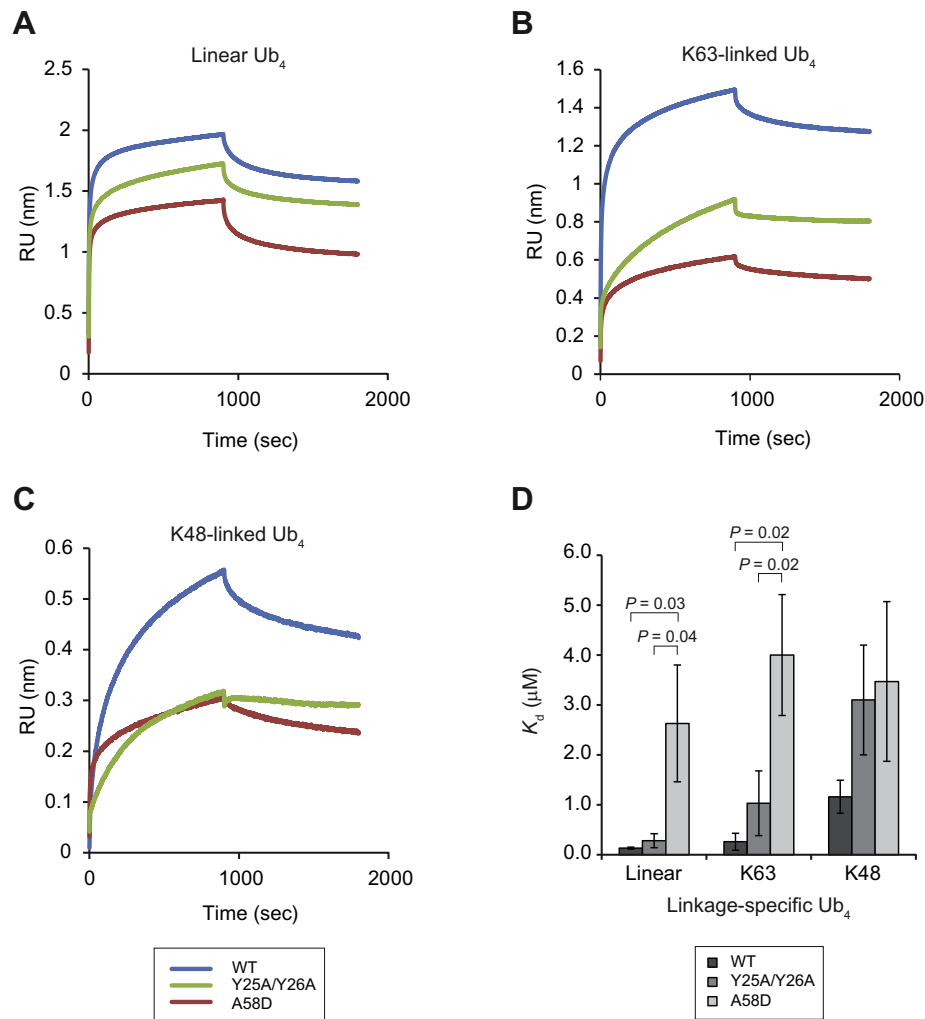 A
Linear Ub4
2.5
2
1.5
1
0.5
0
RU (nm)
0
1000
2000
Time (sec)
B
K63-linked Ub4
1.6
1.4
1.2
1
0.8
0.6
0.4
0.2
0
RU (nm)
0
1000
2000
Time (sec)
C
K48-linked Ub4
0.6
0.5
0.4
0.3
0.2
0.1
0
RU (nm)
0
1000
2000
Time (sec)
WT
Y25A/Y26A
A58D
D
P = 0.02
P = 0.02
P = 0.03
P = 0.04
6.0
5.0
4.0
3.0
2.0
1.0
0.0
Kd (μM)
Linear
K63
K48
Linkage-specific Ub4
WT
Y25A/Y26A
A58D